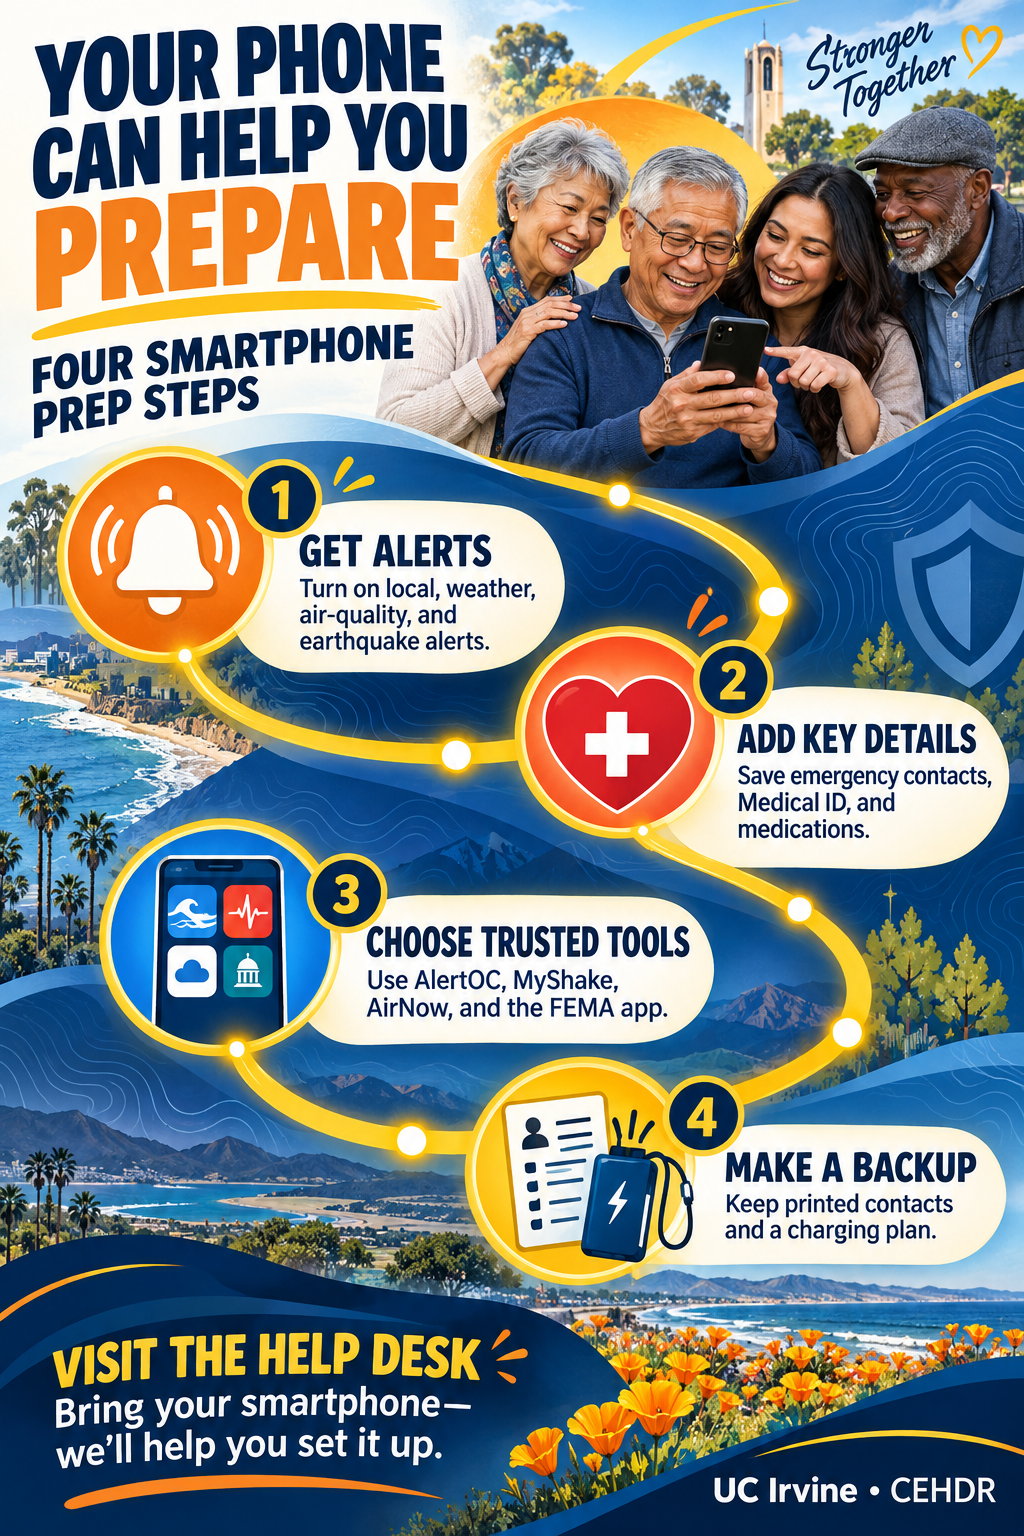 YOUR PHONE
CAN HELP YOU
PREPARE
FOUR SMARTPHONE
PREP STEPS
Stronger
Together
1
GET ALERTS
Turn on local, weather,
air-quality, and
earthquake alerts.
2
ADD KEY DETAILS
Save emergency contacts,
Medical ID, and
medications.
3
CHOOSE TRUSTED TOOLS
Use AlertOC, MyShake,
AirNow, and the FEMA app.
4
MAKE A BACKUP
Keep printed contacts
and a charging plan.
VISIT THE HELP DESK
Bring your smartphone—
we'll help you set it up.
UC Irvine • CEHDR